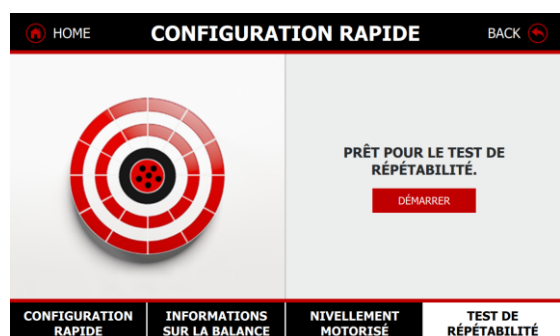 HOME
CONFIGURATION RAPIDE
BACK
PRÊT POUR LE TEST DE
RÉPÉTABILITÉ.
DÉMARRER
CONFIGURATION
RAPIDE
INFORMATIONS
SUR LA BALANCE
NIVELLEMENT
MOTORISÉ
TEST DE
RÉPÉTABILITÉ